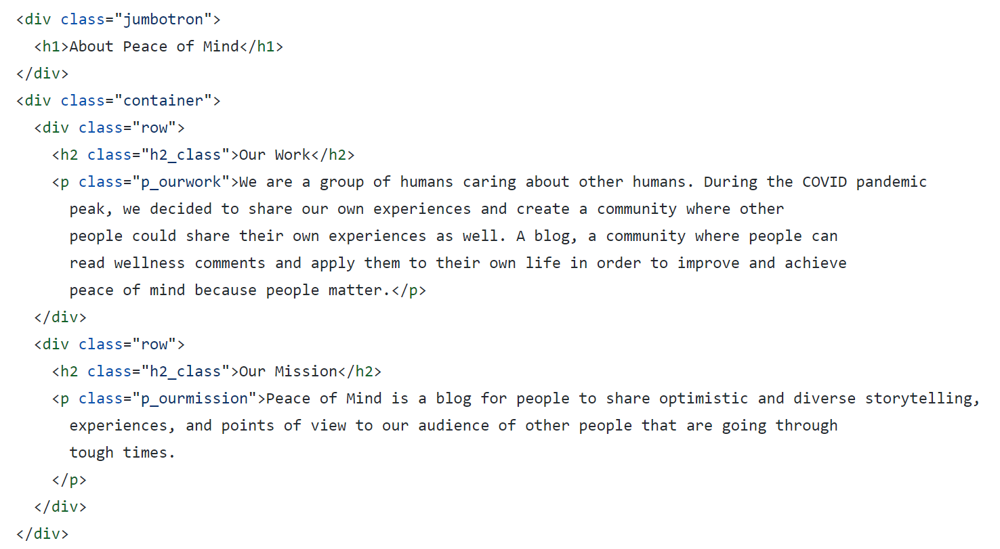 <div class="jumbotron">
  <h1>About Peace of Mind</h1>
</div>
<div class="container">
  <div class="row">
    <h2 class="h2_class">Our Work</h2>
    <p class="p_ourwork">We are a group of humans caring about other humans. During the COVID pandemic
      peak, we decided to share our own experiences and create a community where other
      people could share their own experiences as well. A blog, a community where people can
      read wellness comments and apply them to their own life in order to improve and achieve
      peace of mind because people matter.</p>
  </div>
  <div class="row">
    <h2 class="h2_class">Our Mission</h2>
    <p class="p_ourmission">Peace of Mind is a blog for people to share optimistic and diverse storytelling,
      experiences, and points of view to our audience of other people that are going through
      tough times.
    </p>
  </div>
</div>